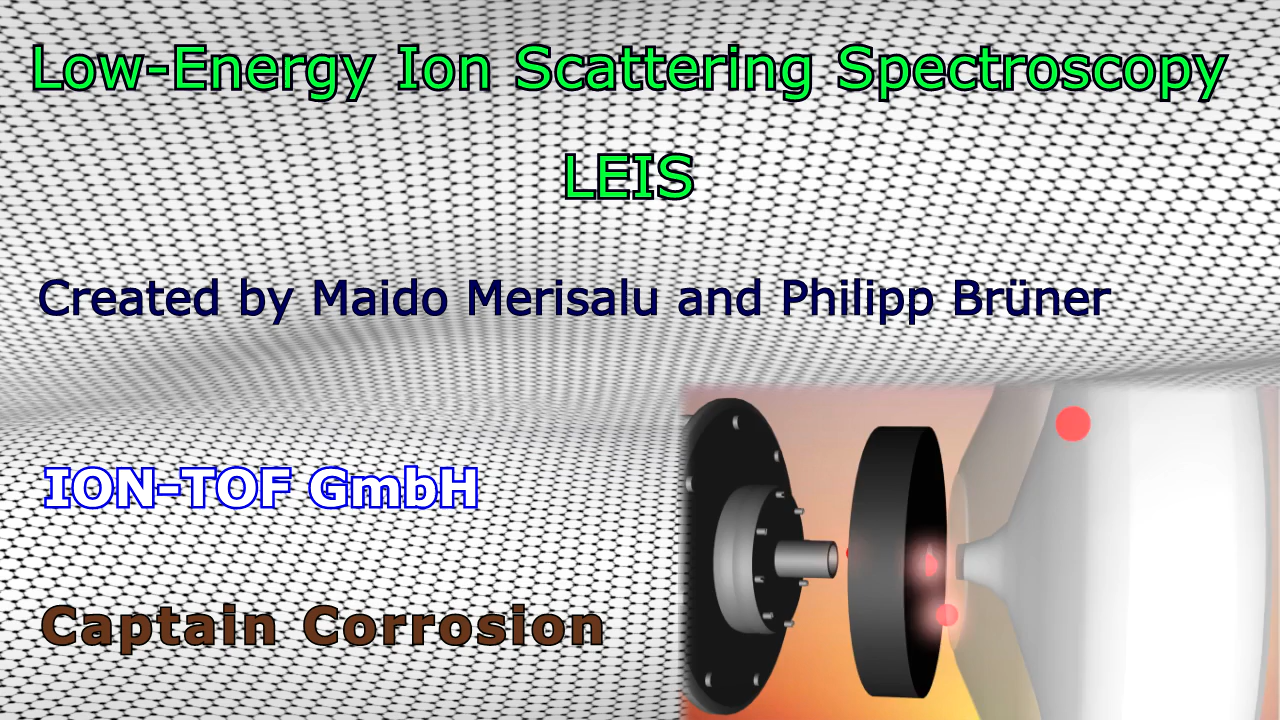 Low-Energy Ion Scattering Spectroscopy
LEIS
Created by Maido Merisalu and Philipp Brüner
ION-TOF GmbH
Captain Corrosion